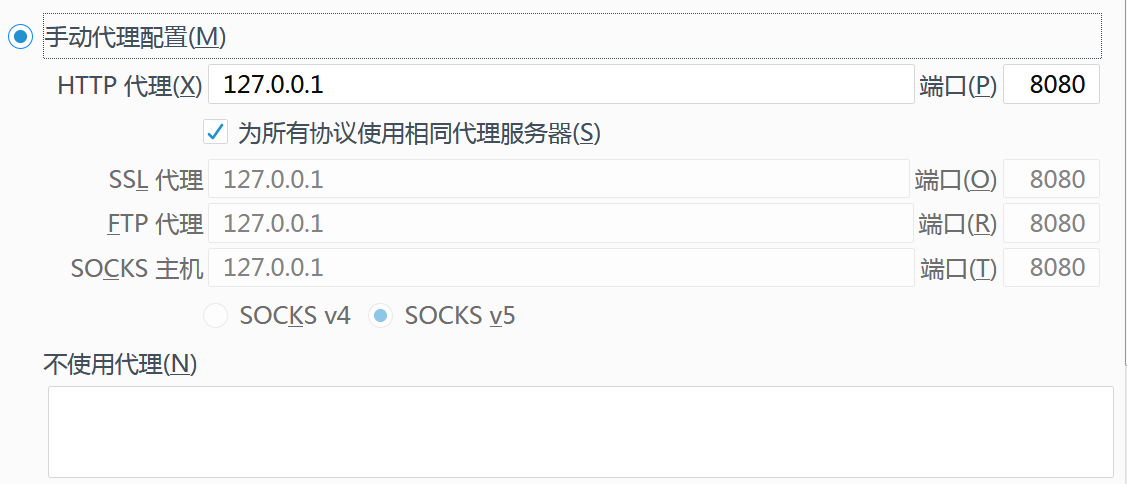 手动代理配置(M)
HTTP 代理(X) 127.0.0.1 端口(P) 8080
为所有协议使用相同代理服务器(S)
SSL 代理 127.0.0.1 端口(O) 8080
FTP 代理 127.0.0.1 端口(R) 8080
SOCKS 主机 127.0.0.1 端口(T) 8080
SOCKS v4 SOCKS v5
不使用代理(N)